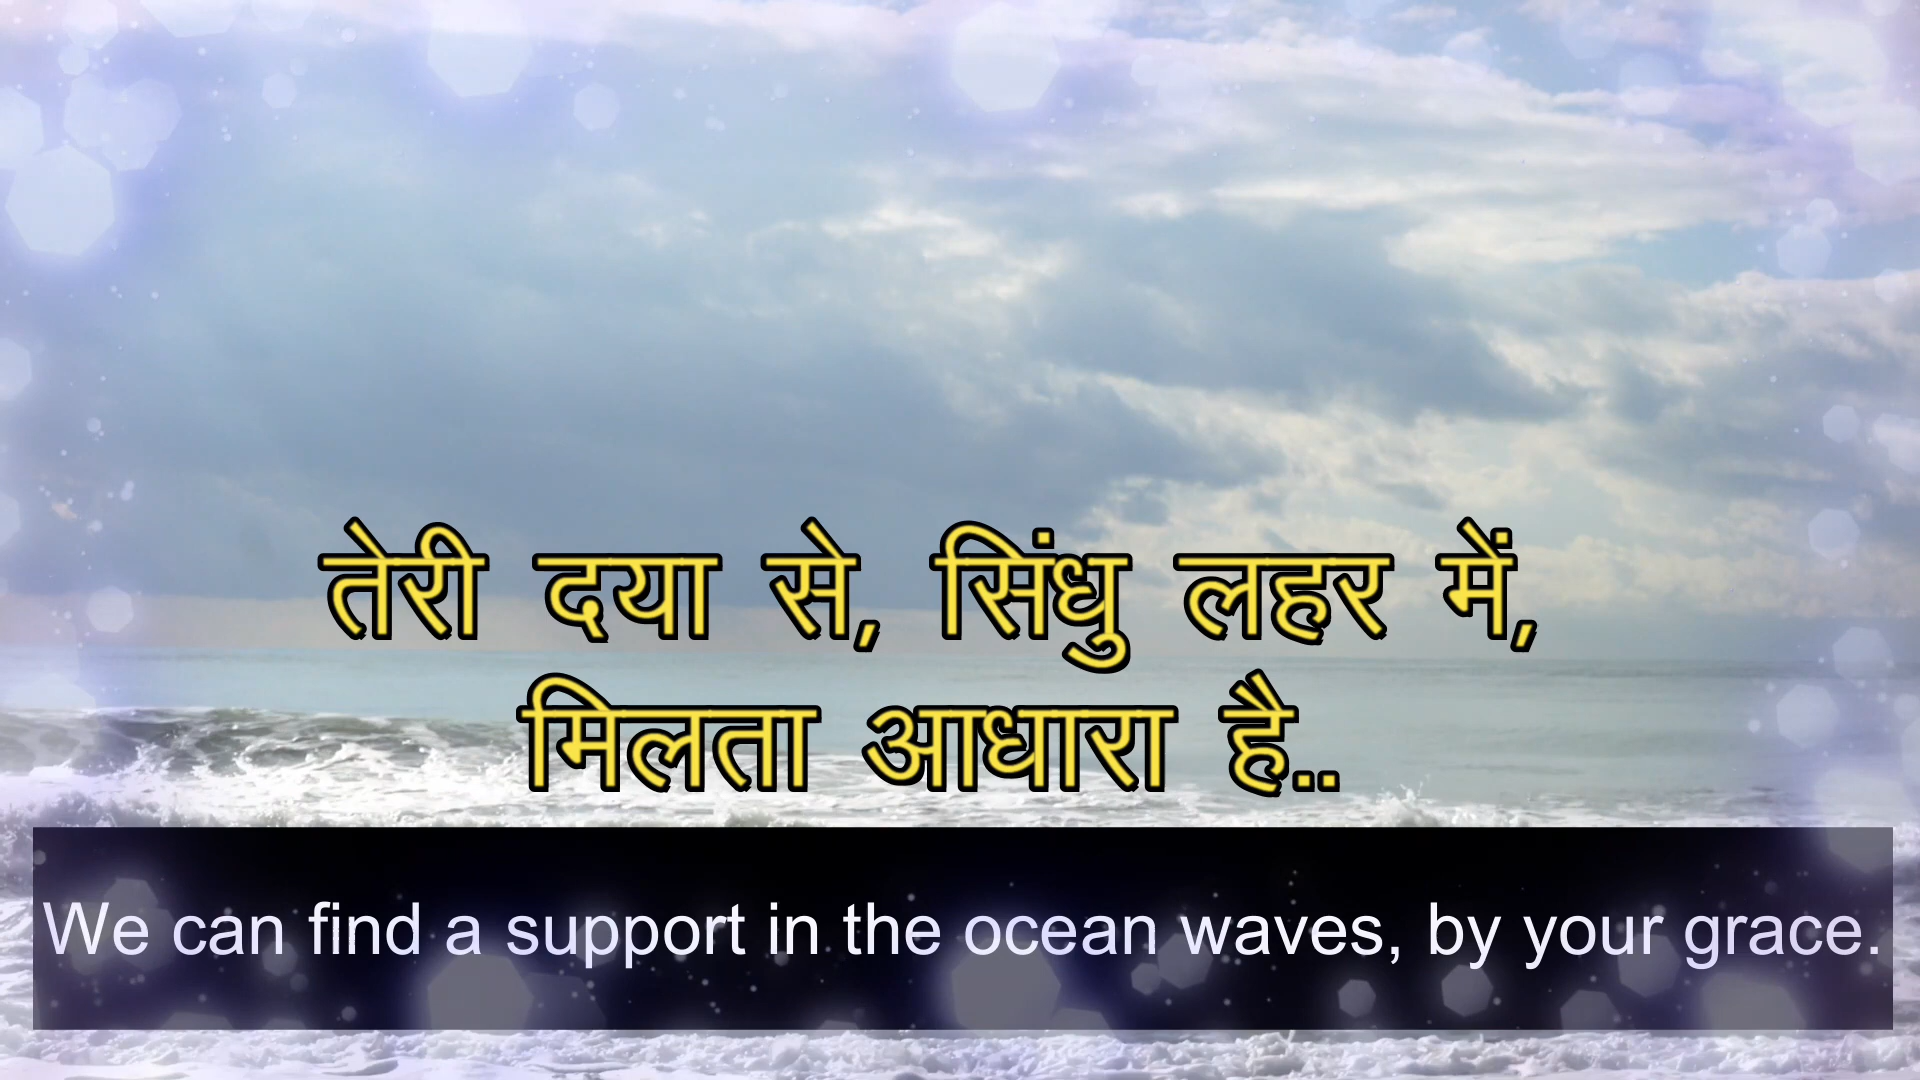 तेरी दया से, सिंधु लहर में,
मिलता आधारा है..
We can find a support in the ocean waves, by your grace.